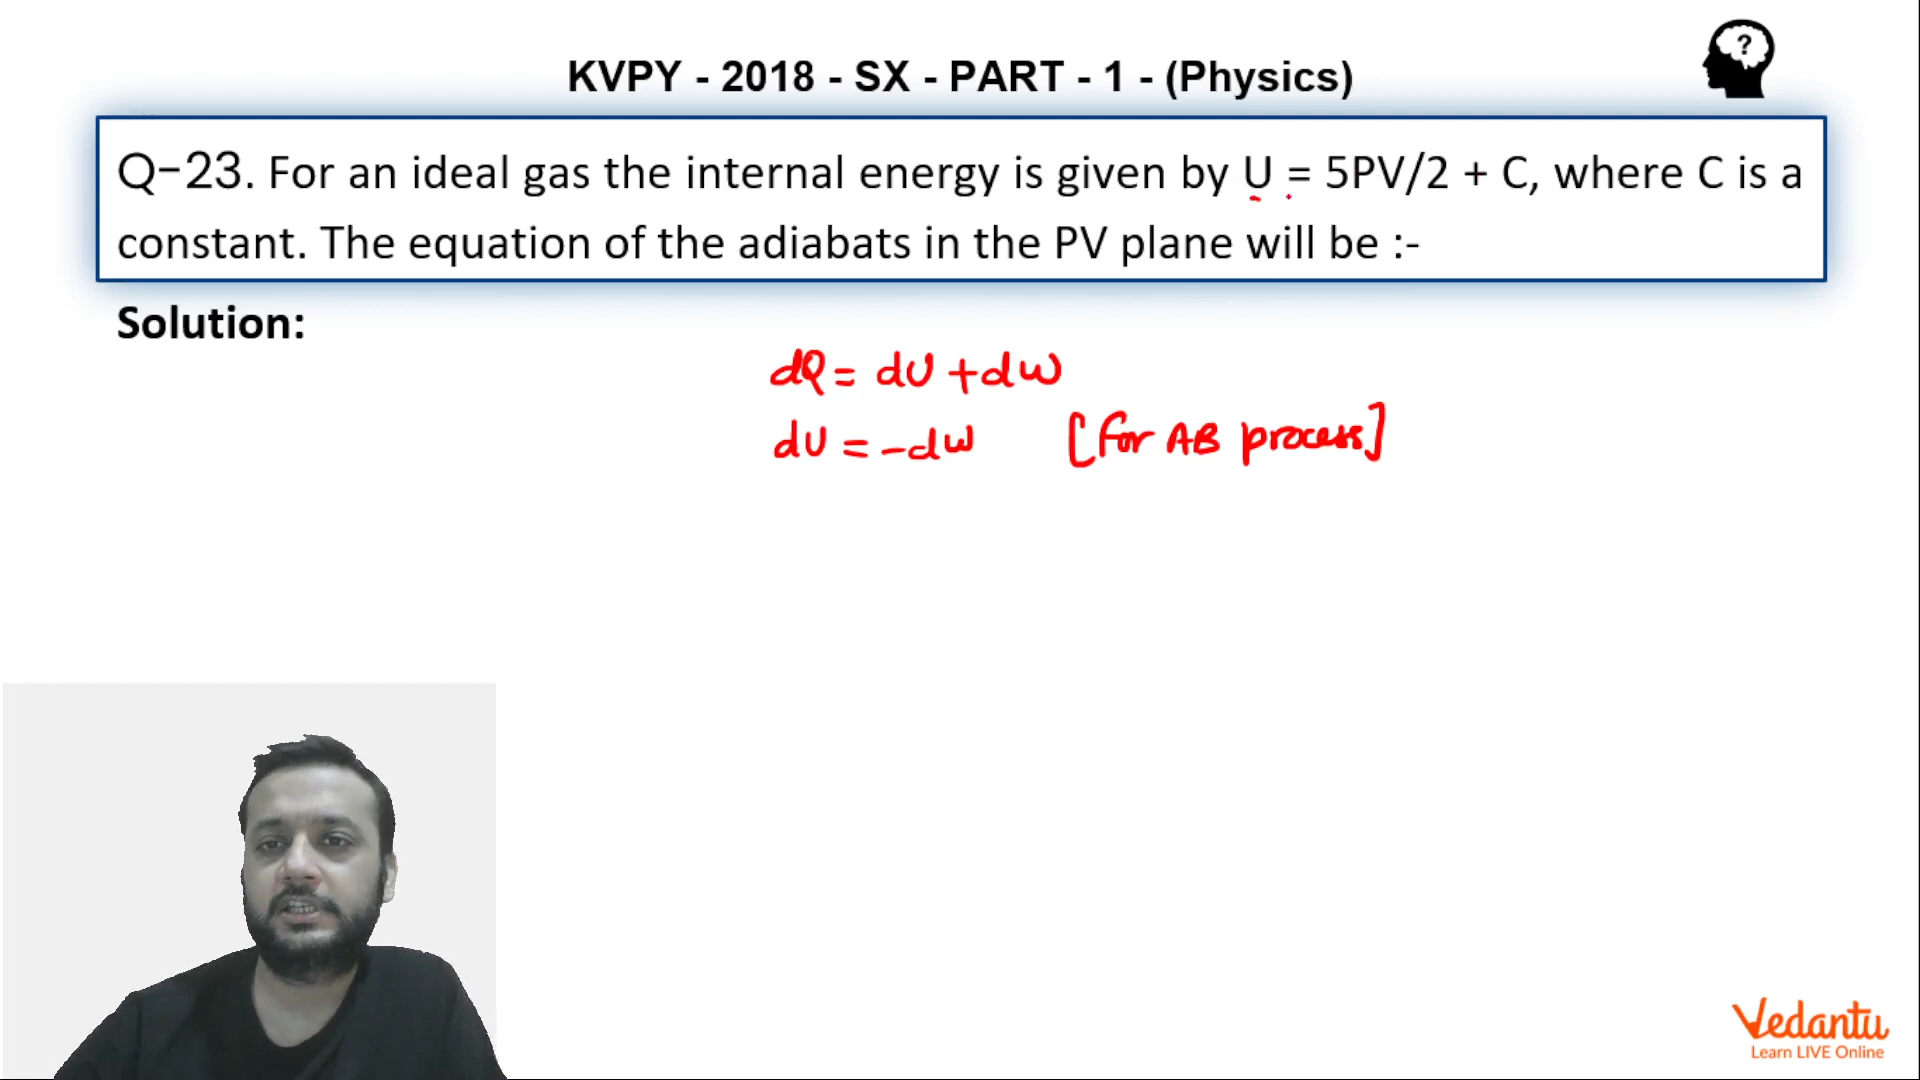 ?
KVPY - 2018 - SX - PART - 1 - (Physics)
Q−23. For an ideal gas the internal energy is given by U = 5PV/2 + C, where C is a
constant. The equation of the adiabats in the PV plane will be :-
Solution:
dQ = dU + dW
dU = -dW [for AB process]
Vedantu
Learn LIVE Online